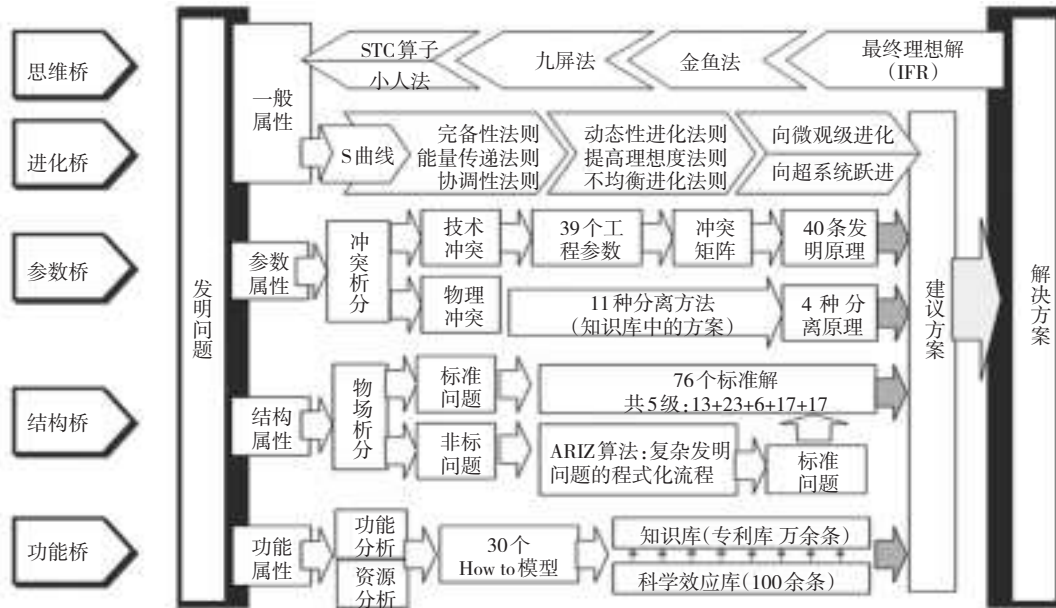 思维桥
一般
属性
STC算子
小人法
九屏法
金鱼法
最终理想解
（IFR）
进化桥
S曲线
完备性法则
能量传递法则
协调性法则
动态性进化法则
提高理想度法则
不均衡进化法则
向微观级进化
向超系统跃进
参数桥
发明问题
参数
属性
冲突析分
技术
冲突
39个工
程参数
冲突
矩阵
40条发
明原理
物理
冲突
11种分离方法
（知识库中的方案）
4种分
离原理
建议方案
解决方案
结构桥
结构
属性
物场析分
标准
问题
76个标准解
共5级：13+23+6+17+17
非标
问题
ARIZ算法：复杂发明
问题的程式化流程
标准
问题
功能桥
功能
属性
功能
分析
资源
分析
30个
How to模型
知识库（专利库 万余条）
科学效应库（100余条）